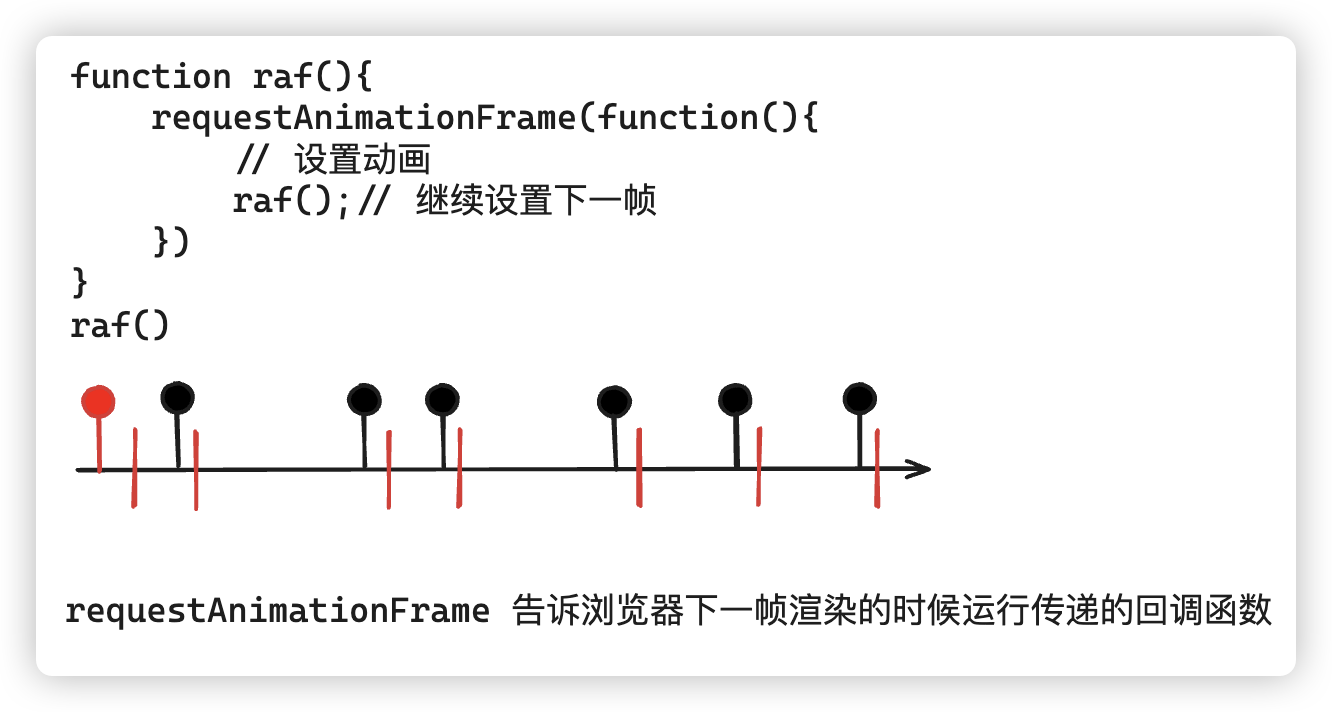 function raf(){
requestAnimationFrame(function(){
// 设置动画
raf();// 继续设置下一帧
})
}
raf()
requestAnimationFrame 告诉浏览器下一帧渲染的时候运行传递的回调函数